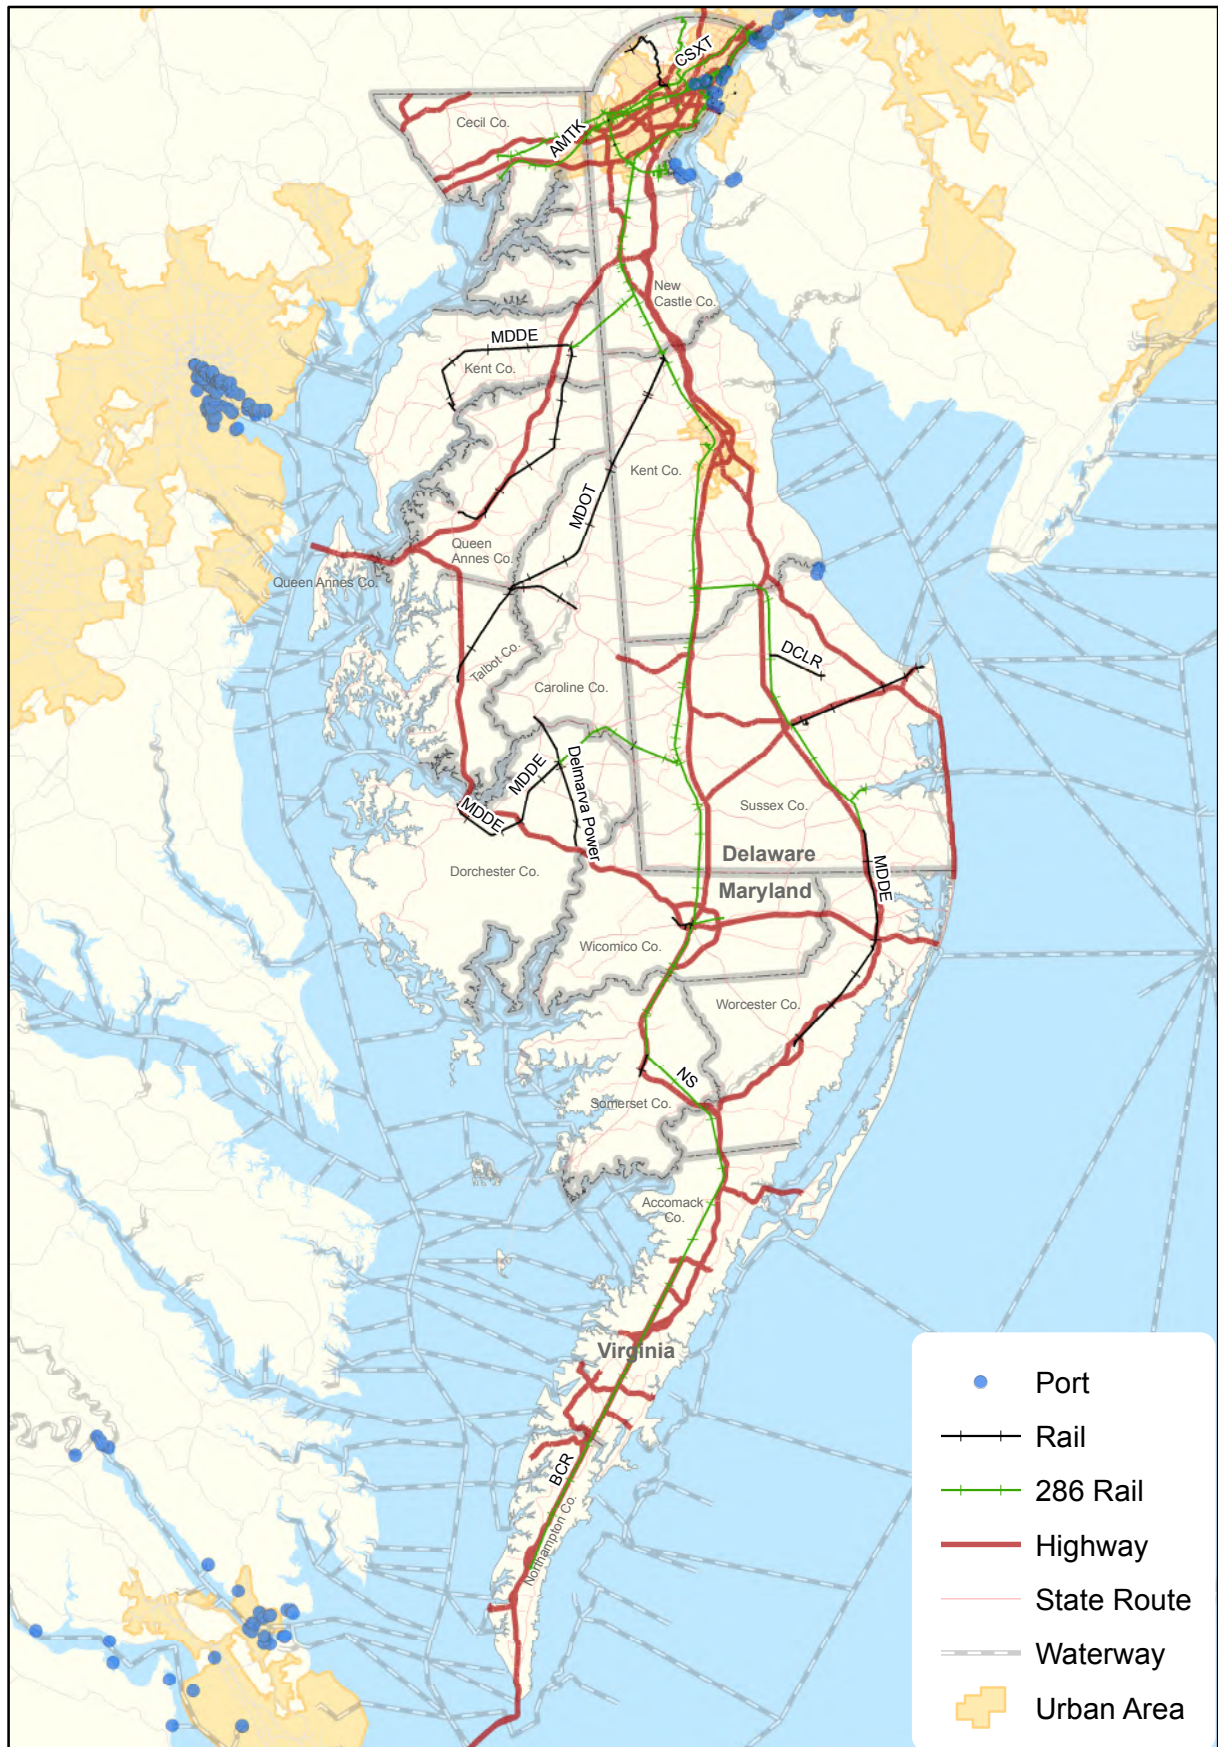 CSXT
Cecil Co.
AMTK
New
Castle Co.
MDDE
Kent Co.
Kent Co.
MDOT
Queen
Annes Co.
Queen Annes Co.
DCLR
Talbot Co.
Caroline Co.
MDDE
Delmarva Power
MDDE
Sussex Co.
Delaware
MDDE
Dorchester Co.
Maryland
Wicomico Co.
Worcester Co.
NS
Somerset Co.
Accomack
Co.
Virginia
BCR
Northampton Co.
Port
Rail
286 Rail
Highway
State Route
Waterway
Urban Area